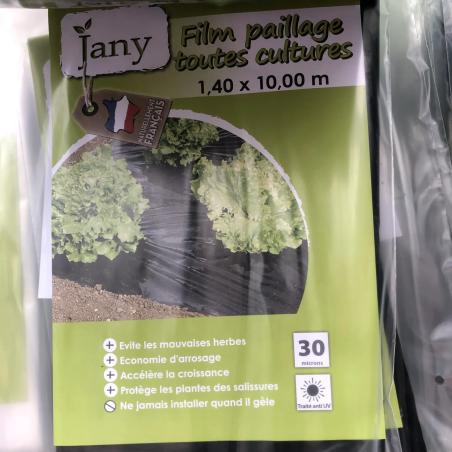 Jany
Film paillage
toutes cultures
1,40 x 10,00 m
NATURELLEMENT
FRANÇAIS
Evite les mauvaises herbes
Economie d'arrosage
Accélère la croissance
Protège les plantes des salissures
Ne jamais installer quand il gèle
30
microns
Traité anti UV